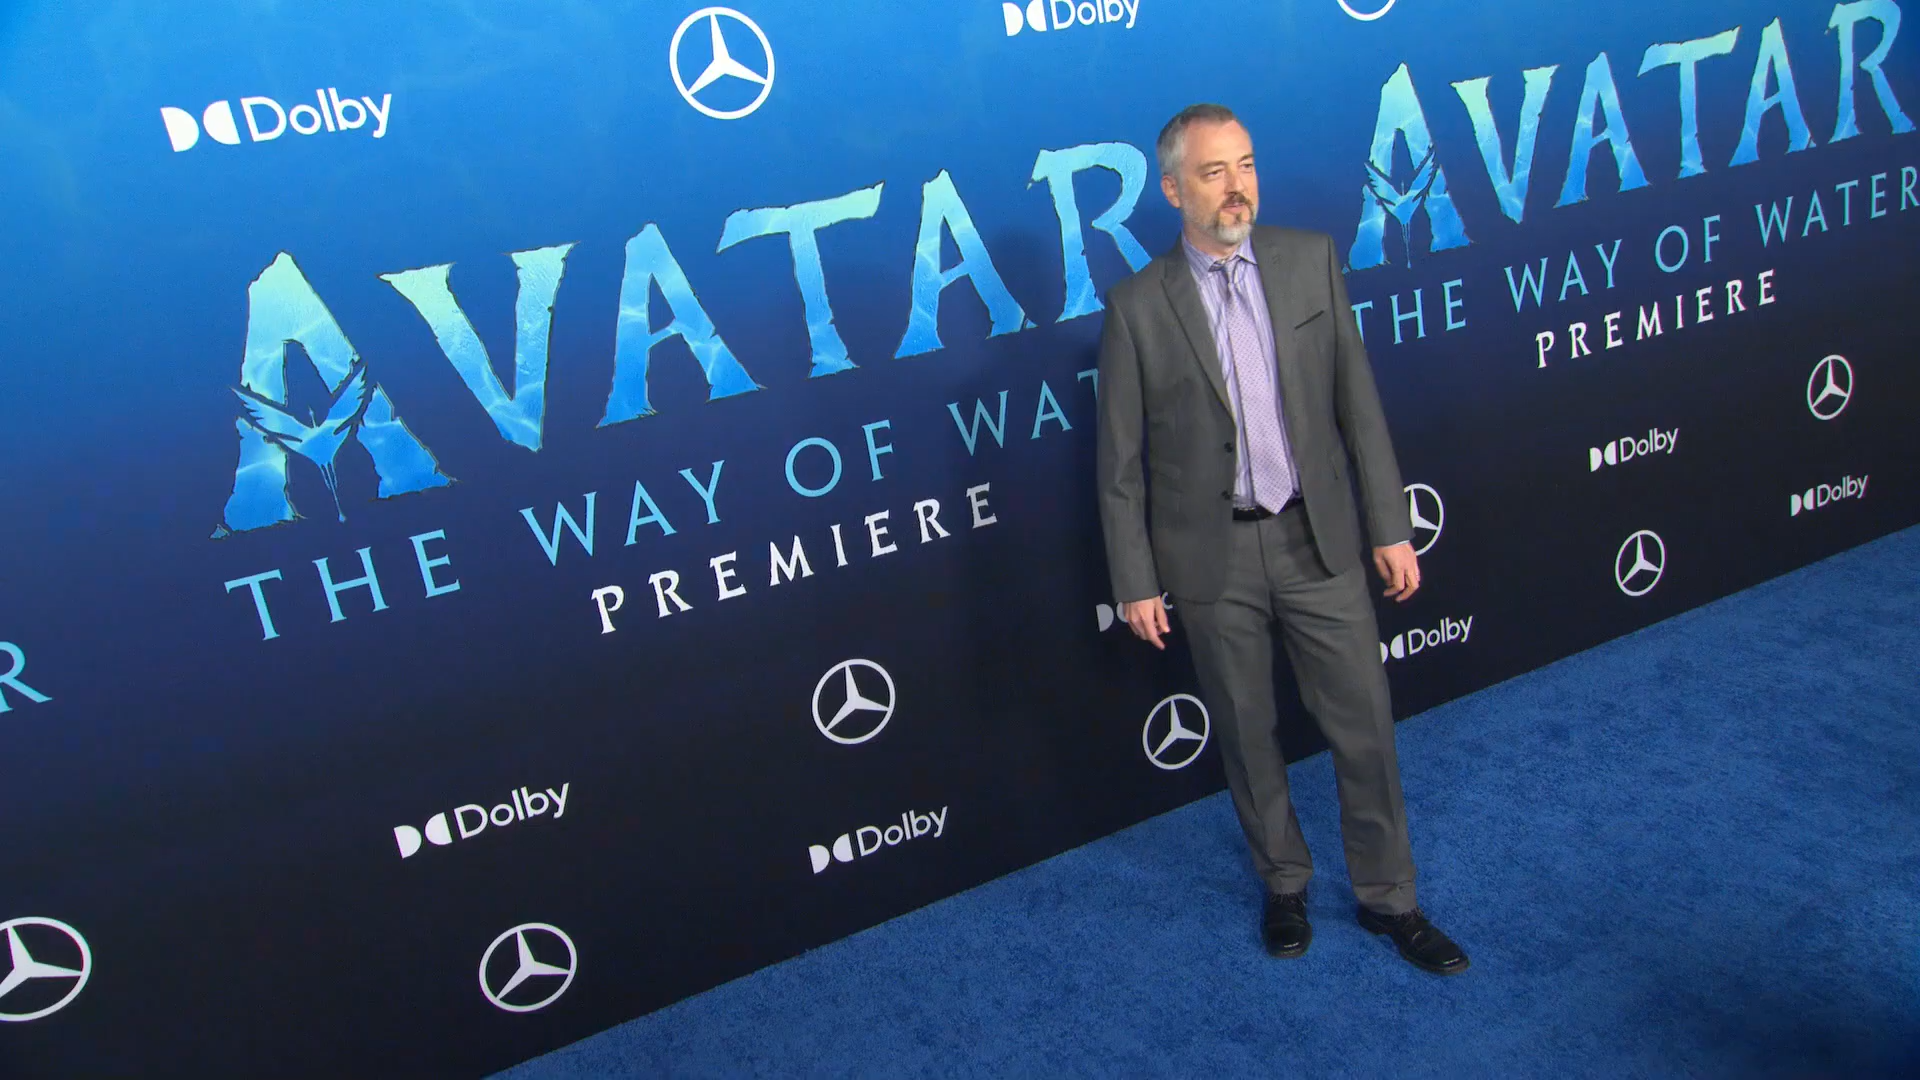 Dolby
Dolby
AVATAR
THE WAY OF WAT
PREMIERE
AVATAR
THE WAY OF WATER
PREMIERE
R
Dolby
Dolby
Dolby
Dolby
Dolby